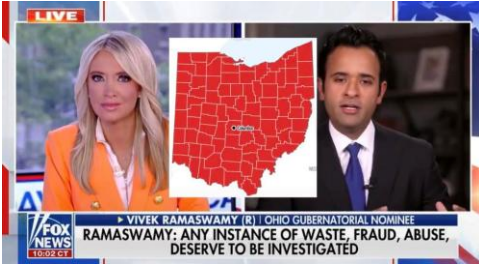 LIVE
VIVEK RAMASWAMY (R) | OHIO GUBERNATORIAL NOMINEE
FOX
NEWS
10:02 CT
RAMASWAMY: ANY INSTANCE OF WASTE, FRAUD, ABUSE,
DESERVE TO BE INVESTIGATED